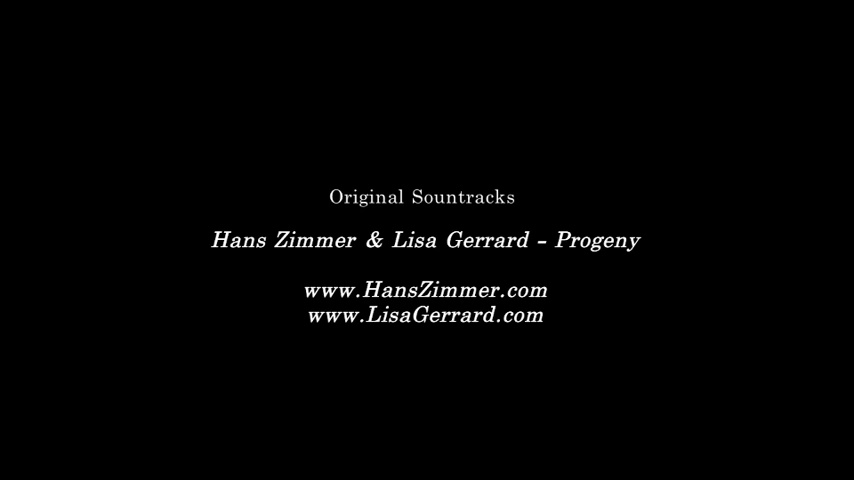 Original Sountracks
Hans Zimmer & Lisa Gerrard - Progeny
www.HansZimmer.com
www.LisaGerrard.com